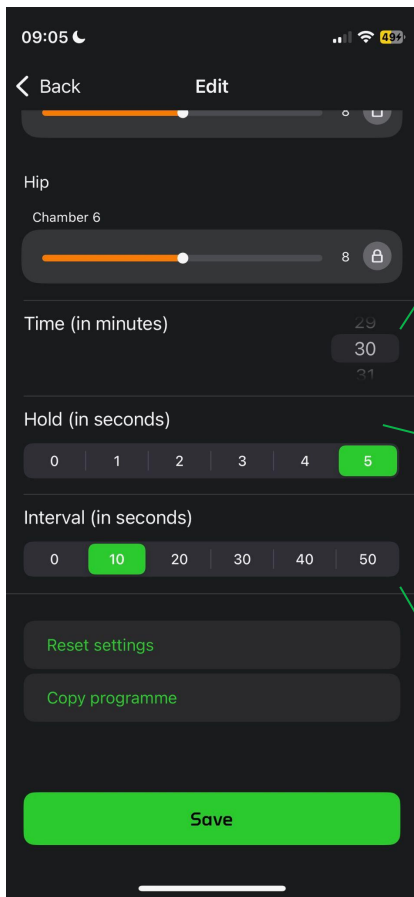 09:05
49
Back
Edit
8
Hip
Chamber 6
8
Time (in minutes)
29
30
31
Hold (in seconds)
0 1 2 3 4 5
Interval (in seconds)
0 10 20 30 40 50
Reset settings
Copy programme
Save